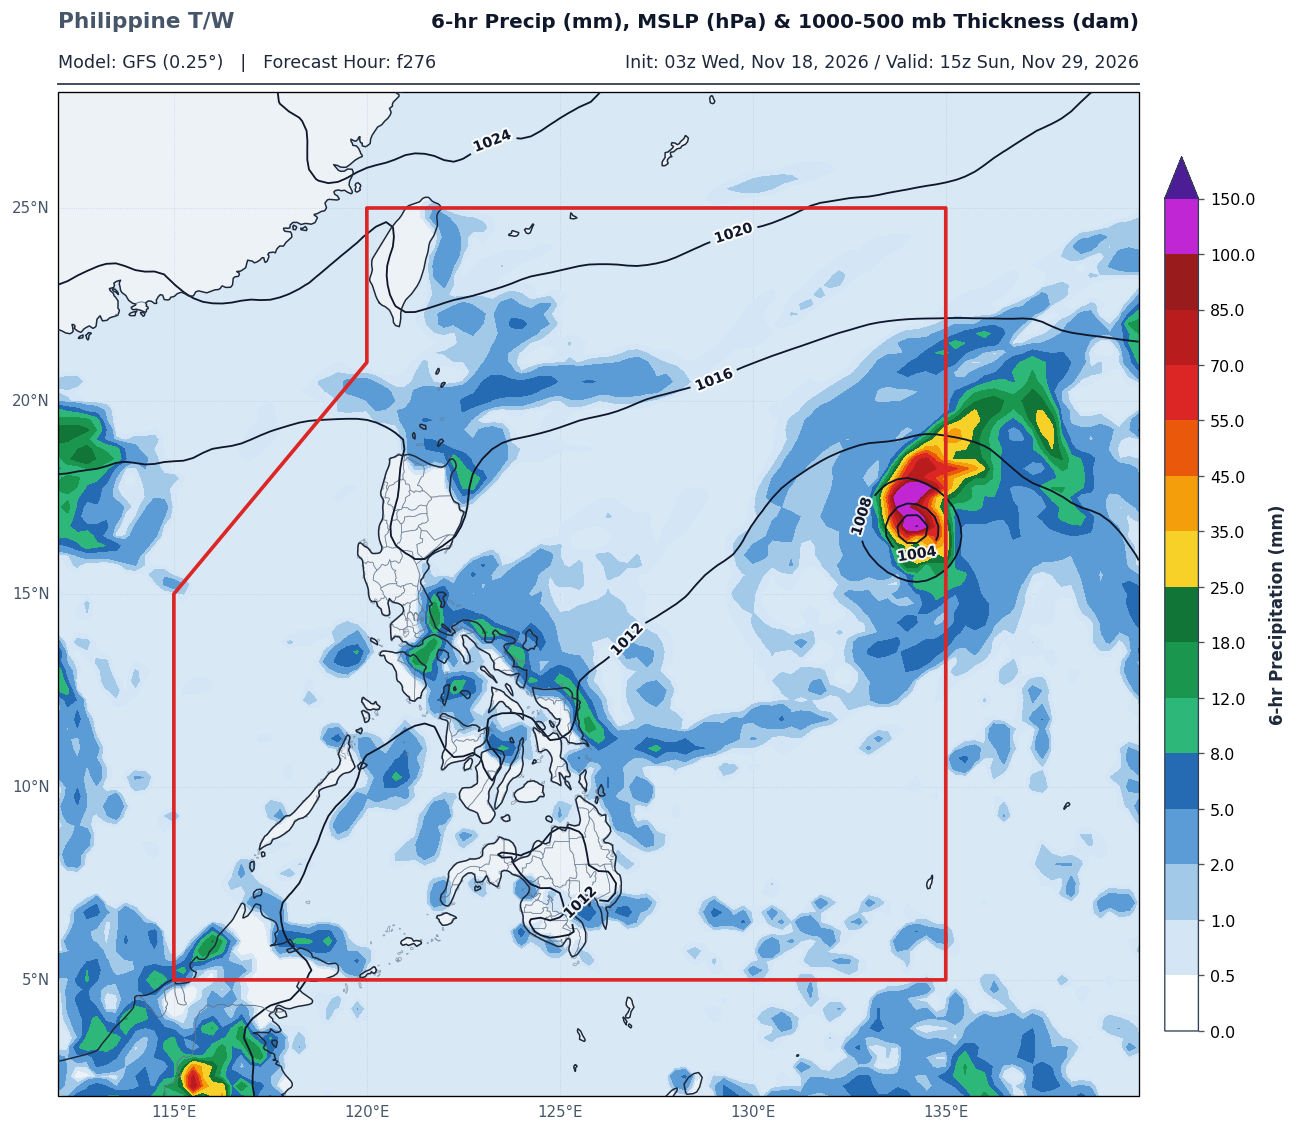 Philippine T/W
6-hr Precip (mm), MSLP (hPa) & 1000-500 mb Thickness (dam)
Model: GFS (0.25°) | Forecast Hour: f276
Init: 03z Wed, Nov 18, 2026 / Valid: 15z Sun, Nov 29, 2026
1024
1020
1016
1012
1008
1004
1012
25°N
20°N
15°N
10°N
5°N
115°E
120°E
125°E
130°E
135°E
150.0
100.0
85.0
70.0
55.0
45.0
35.0
25.0
18.0
12.0
8.0
5.0
2.0
1.0
0.5
0.0
6-hr Precipitation (mm)